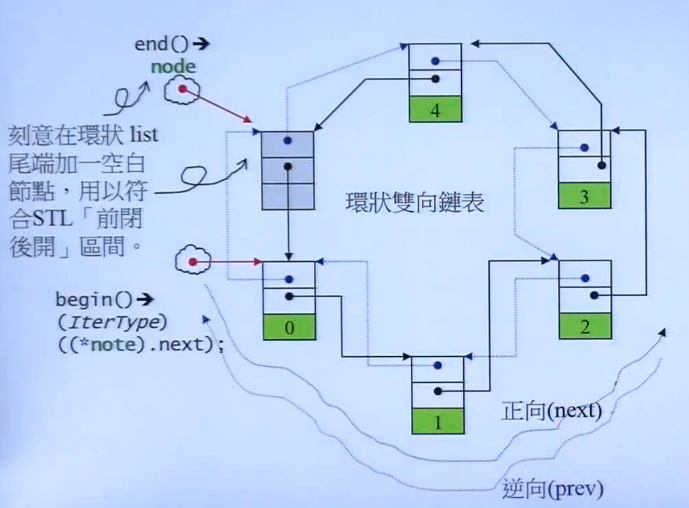 end()→
node
刻意在環狀 list
尾端加一空白
節點，用以符
合STL「前閉
後開」區間。
4
3
環狀雙向鏈表
begin()→
(IterType)
((*note).next);
0
2
1
正向(next)
逆向(prev)